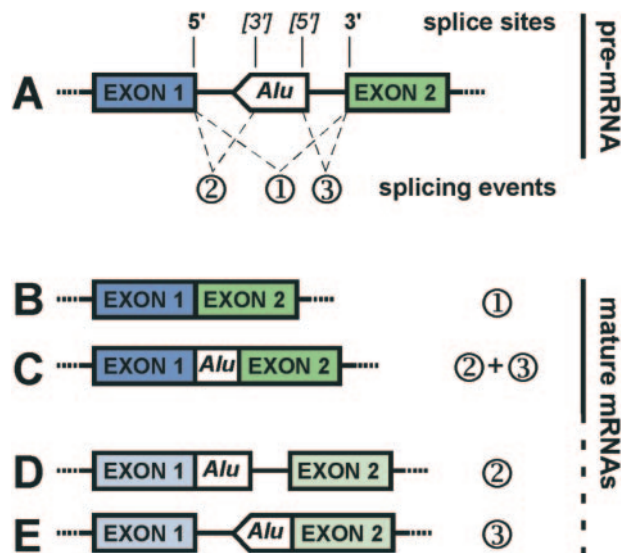 5' [3'] [5'] 3' splice sites
A EXON 1 Alu EXON 2
② ① ③ splicing events
pre-mRNA
B EXON 1 EXON 2 ①
C EXON 1 Alu EXON 2 ②+③
D EXON 1 Alu EXON 2 ②
E EXON 1 Alu EXON 2 ③
mature mRNAs